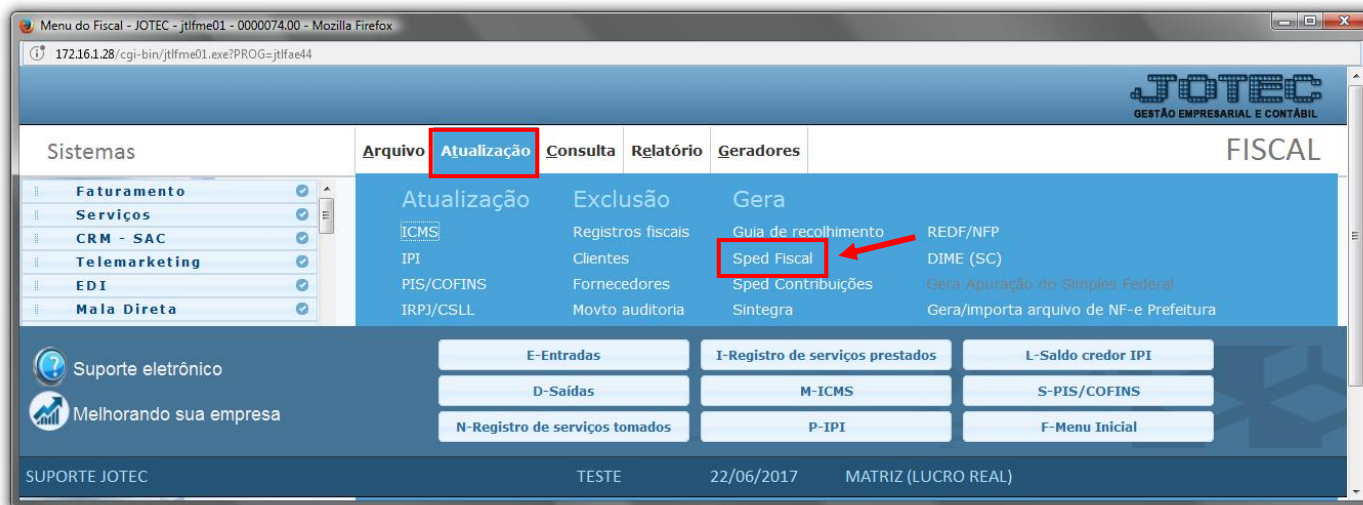 Menu do Fiscal - JOTEC - jtlfme01 - 0000074.00 - Mozilla Firefox
172.16.1.28/cgi-bin/jtlfme01.exe?PROG=jtlfae44
JOTEC
GESTÃO EMPRESARIAL E CONTÁBIL
Sistemas
Arquivo Atualização Consulta Relatório Geradores
FISCAL
Faturamento
Serviços
CRM - SAC
Telemarketing
EDI
Mala Direta
Atualização Exclusão Gera
ICMS Registros fiscais Guia de recolhimento REDF/NFP
IPI Clientes Sped Fiscal DIME (SC)
PIS/COFINS Fornecedores Sped Contribuições Gera Apuração do Simples Federal
IRPJ/CSLL Movto auditoria Sintegra Gera/importa arquivo de NF-e Prefeitura
Suporte eletrônico
Melhorando sua empresa
E-Entradas I-Registro de serviços prestados L-Saldo credor IPI
D-Saídas M-ICMS S-PIS/COFINS
N-Registro de serviços tomados P-IPI F-Menu Inicial
SUPORTE JOTEC TESTE 22/06/2017 MATRIZ (LUCRO REAL)